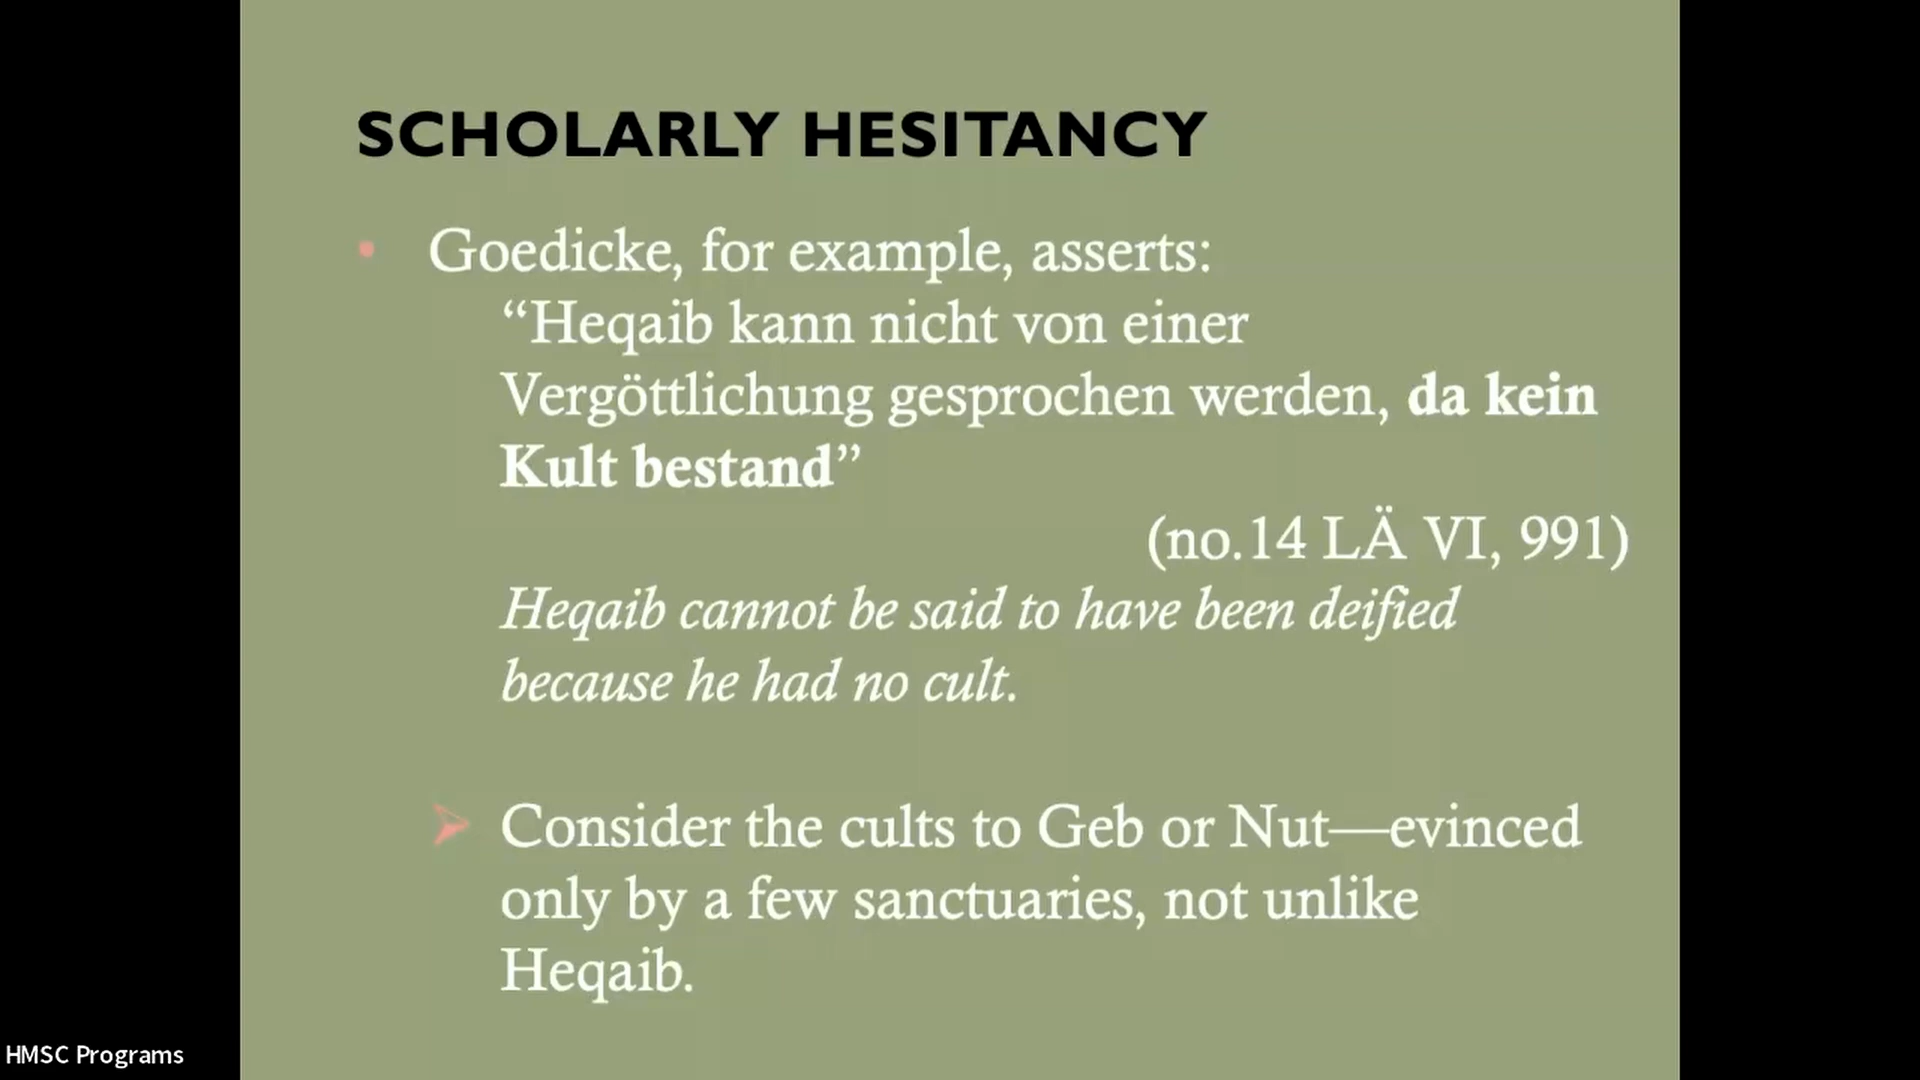 SCHOLARLY HESITANCY
• Goedicke, for example, asserts:
“Heqaib kann nicht von einer
Vergöttlichung gesprochen werden, da kein
Kult bestand”
(no.14 LÄ VI, 991)
Heqaib cannot be said to have been deified
because he had no cult.
➢ Consider the cults to Geb or Nut—evinced
only by a few sanctuaries, not unlike
Heqaib.
HMSC Programs